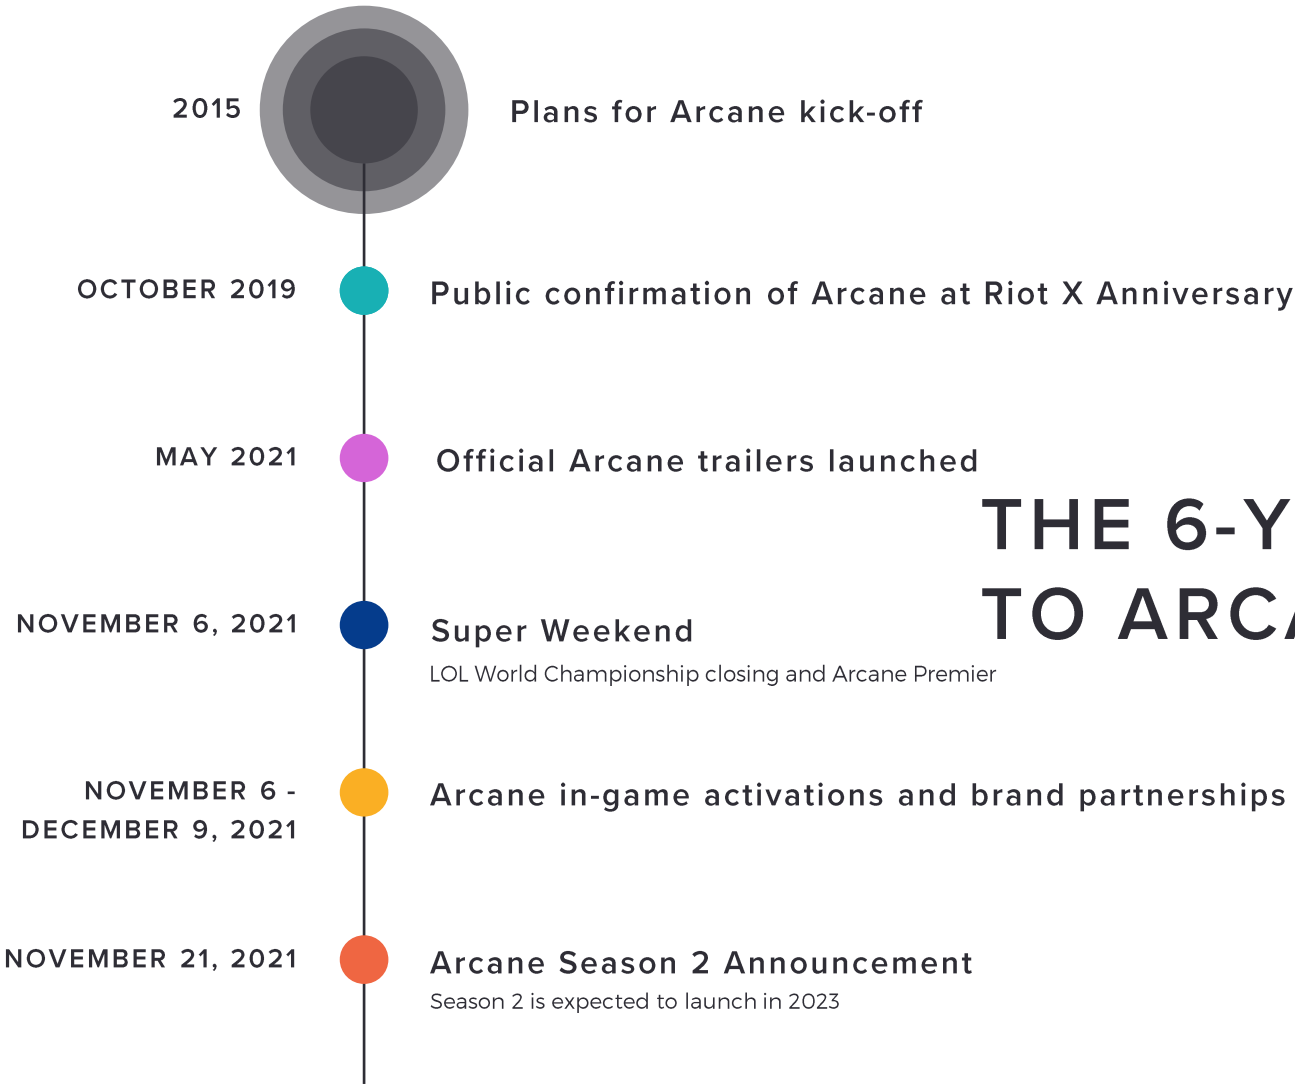 2015
Plans for Arcane kick-off
OCTOBER 2019
Public confirmation of Arcane at Riot X Anniversary
MAY 2021
Official Arcane trailers launched
THE 6-Y
TO ARCA
NOVEMBER 6, 2021
Super Weekend
LOL World Championship closing and Arcane Premier
NOVEMBER 6 -
DECEMBER 9, 2021
Arcane in-game activations and brand partnerships
NOVEMBER 21, 2021
Arcane Season 2 Announcement
Season 2 is expected to launch in 2023